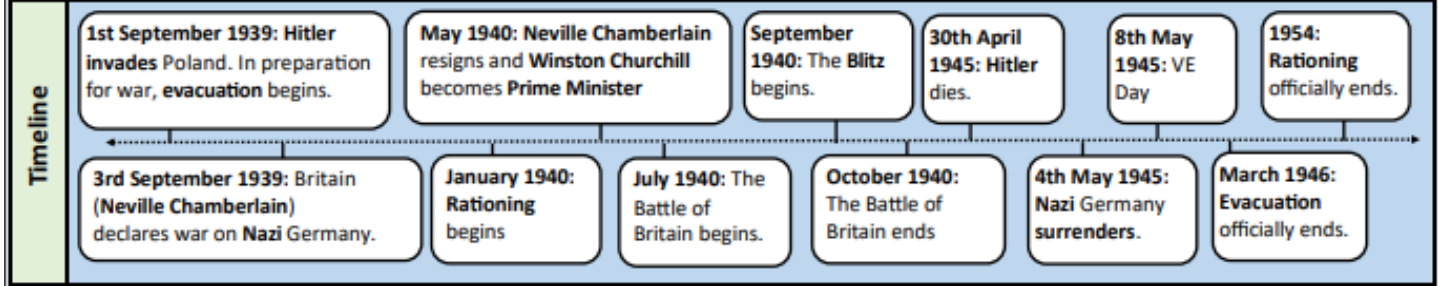 Timeline
1st September 1939: Hitler
invades Poland. In preparation
for war, evacuation begins.
3rd September 1939: Britain
(Neville Chamberlain)
declares war on Nazi Germany.
January 1940:
Rationing
begins
May 1940: Neville Chamberlain
resigns and Winston Churchill
becomes Prime Minister
July 1940: The
Battle of
Britain begins.
September
1940: The Blitz
begins.
October 1940:
The Battle of
Britain ends
30th April
1945: Hitler
dies.
4th May 1945:
Nazi Germany
surrenders.
8th May
1945: VE
Day
March 1946:
Evacuation
officially ends.
1954:
Rationing
officially ends.